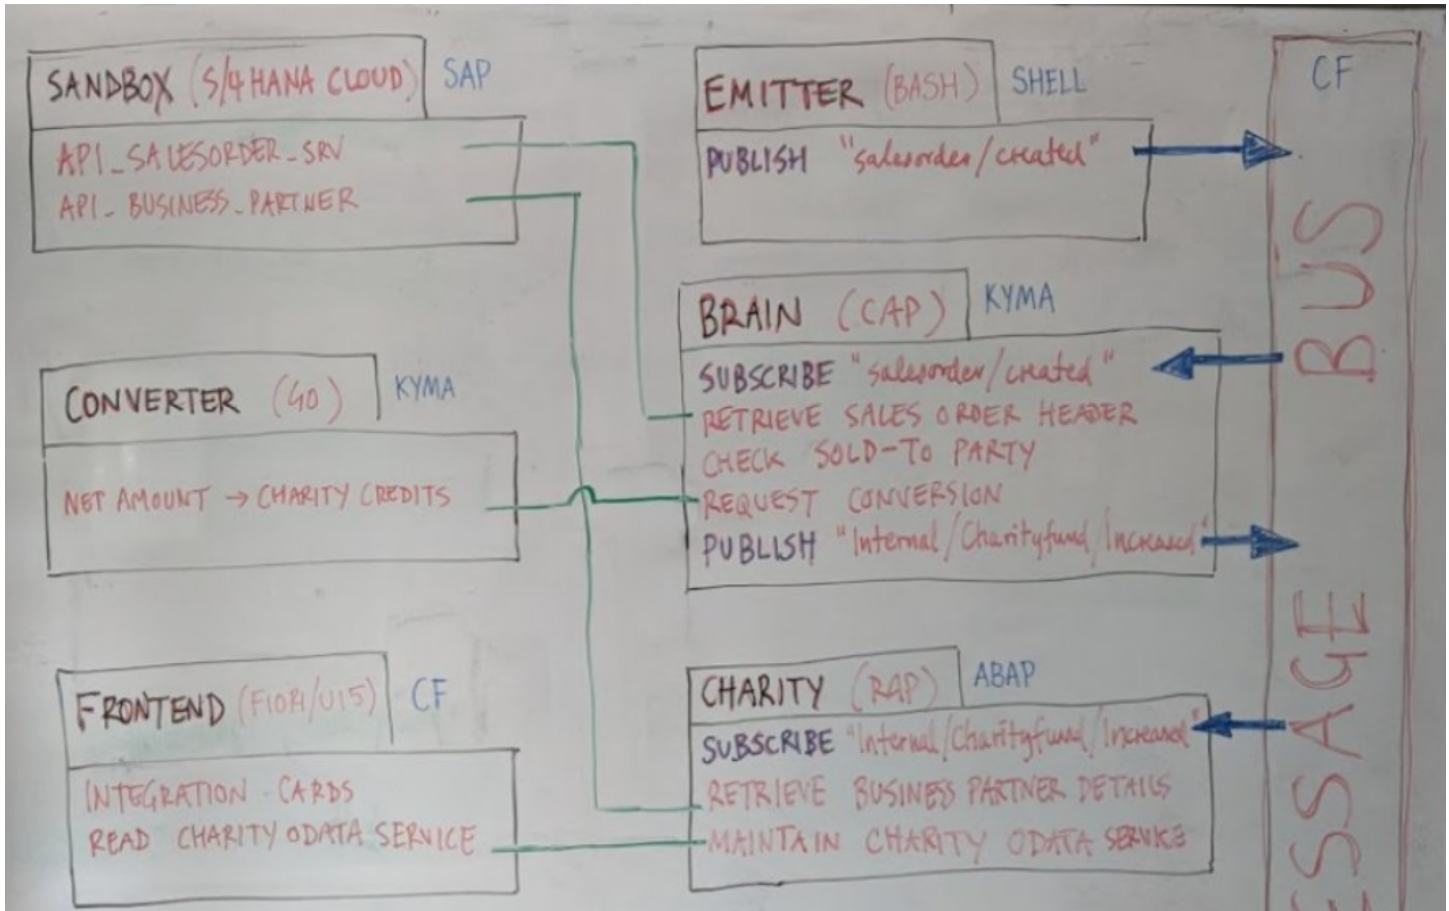 SANDBOX (S/4 HANA CLOUD) SAP
API_SALESORDER_SRV
API_BUSINESS_PARTNER
EMITTER (BASH) SHELL
PUBLISH "salesorder/created"
CONVERTER (GO) KYMA
NET AMOUNT → CHARITY CREDITS
BRAIN (CAP) KYMA
SUBSCRIBE "salesorder/created"
RETRIEVE SALES ORDER HEADER
CHECK SOLD-TO PARTY
REQUEST CONVERSION
PUBLISH "Internal/Charityfund/Increased"
FRONTEND (FIORI/UI5) CF
INTEGRATION CARDS
READ CHARITY ODATA SERVICE
CHARITY (RAP) ABAP
SUBSCRIBE "Internal/Charityfund/Increased"
RETRIEVE BUSINESS PARTNER DETAILS
MAINTAIN CHARITY ODATA SERVICE
CF
ESSAGE BUS